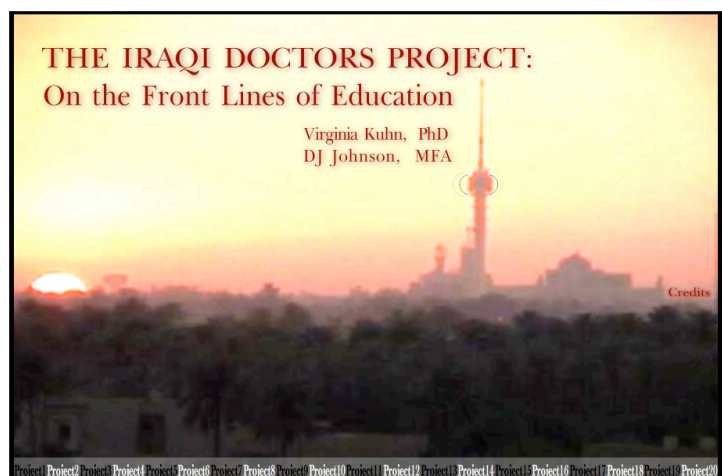 THE IRAQI DOCTORS PROJECT:
On the Front Lines of Education
Virginia Kuhn, PhD
DJ Johnson, MFA
Credits
Project1 Project2 Project3 Project4 Project5 Project6 Project7 Project8 Project9 Project10 Project11 Project12 Project13 Project14 Project15 Project16 Project17 Project18 Project19 Project20